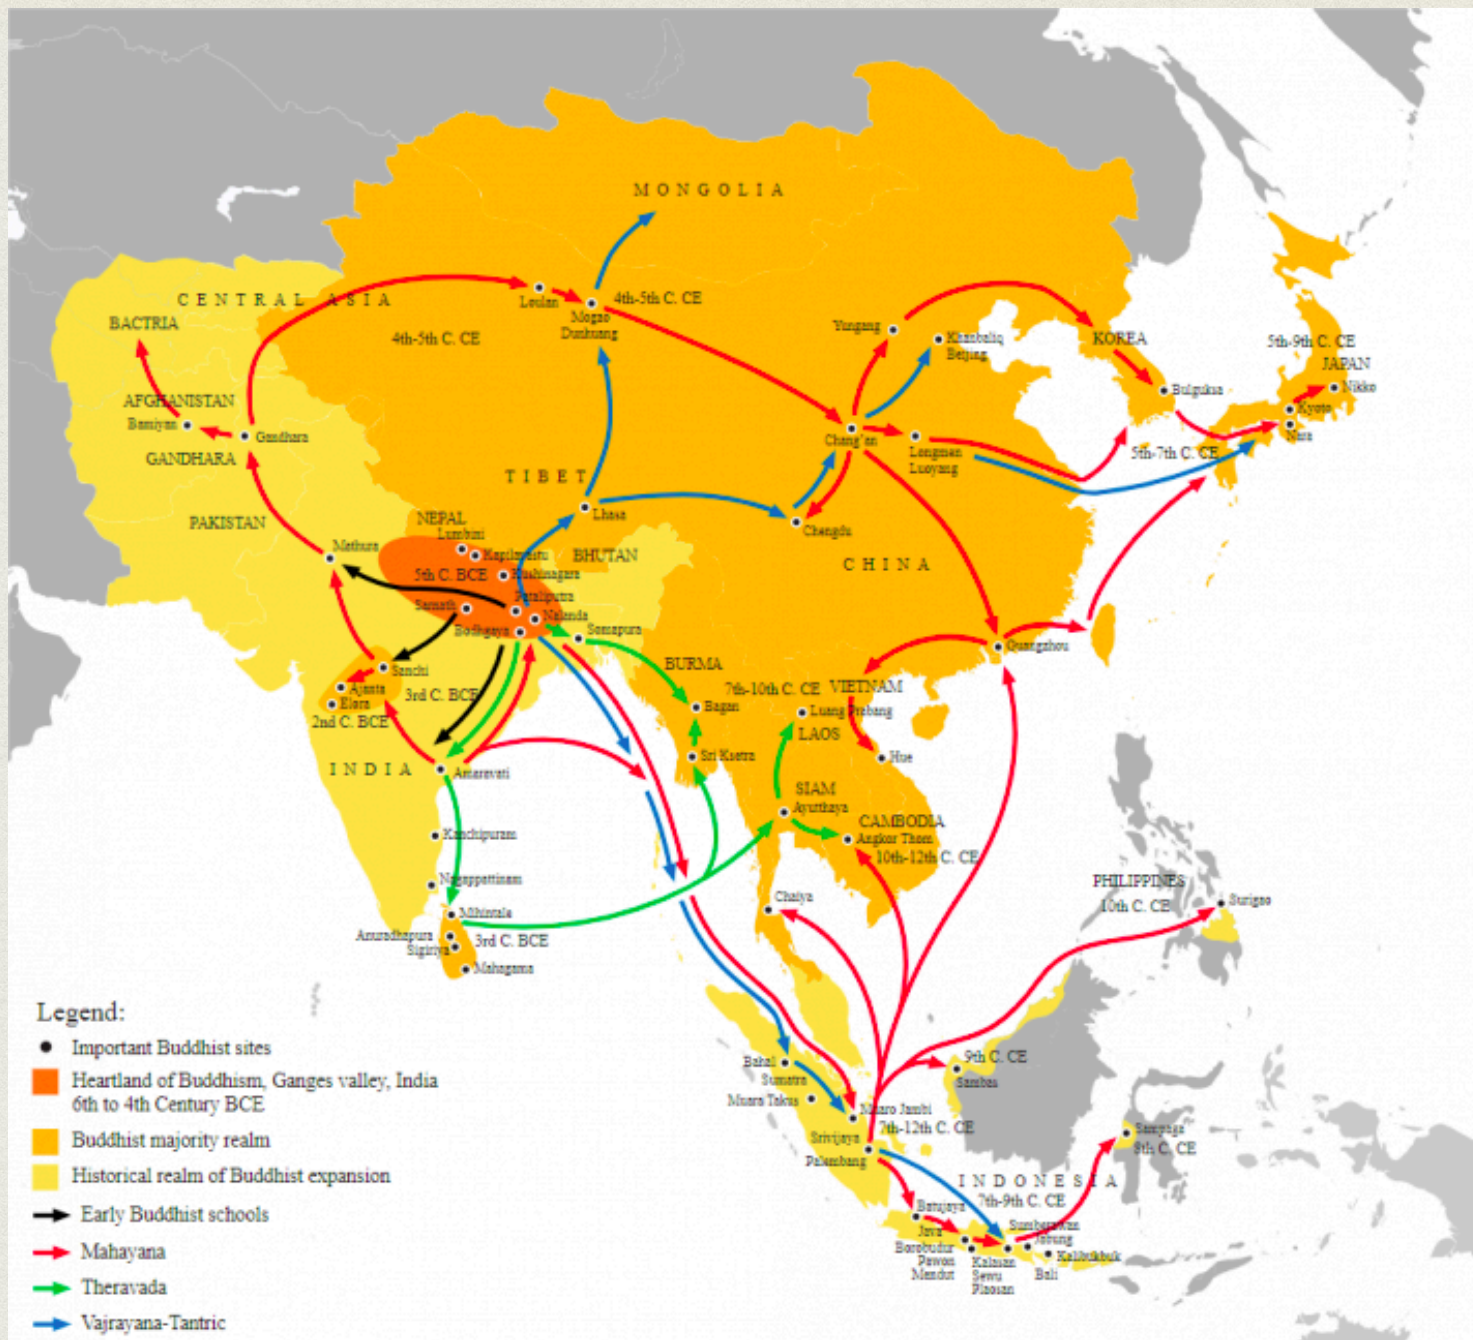 MONGOLIA
CENTRAL ASIA
BACTRIA
4th-5th C. CE
Loulan
Mogao
Dunhuang
4th-5th C. CE
Yungang
Khanbaliq
Beijing
KOREA
5th-9th C. CE
JAPAN
Nikko
Kyoto
Nara
Bulguksa
5th-7th C. CE
AFGHANISTAN
Bamiyan
Gandhara
GANDHARA
Chang'an
Longmen
Luoyang
TIBET
Lhasa
Chengdu
PAKISTAN
Mathura
NEPAL
Lumbini
Kapilavastu
5th C. BCE
Kushinagara
BHUTAN
CHINA
Pataliputra
Sarnath
Nalanda
Bodhgaya
Somapura
Quangzhou
Sanchi
Ajanta
Elora
3rd C. BCE
2nd C. BCE
BURMA
7th-10th C. CE
VIETNAM
Bagan
Luang Prabang
LAOS
Sri Ksetra
Hue
INDIA
Amaravati
SIAM
Ayutthaya
CAMBODIA
Angkor Thom
10th-12th C. CE
Kanchipuram
Nagappattinam
PHILIPPINES
10th C. CE
Surigao
Chaiya
Mihintale
Anuradhapura
Sigiriya
3rd C. BCE
Mahagama
Legend:
Important Buddhist sites
Heartland of Buddhism, Ganges valley, India
6th to 4th Century BCE
Buddhist majority realm
Historical realm of Buddhist expansion
Early Buddhist schools
Mahayana
Theravada
Vajrayana-Tantric
Bahal
Sumatra
Muara Takus
9th C. CE
Sambas
Muaro Jambi
7th-12th C. CE
Srivijaya
Palembang
Sampaga
8th C. CE
INDONESIA
7th-9th C. CE
Batujaya
Java
Borobudur
Pawon
Mendut
Kalasan
Sewu
Plaosan
Sumberawan
Jabung
Bali
Kalibukbuk